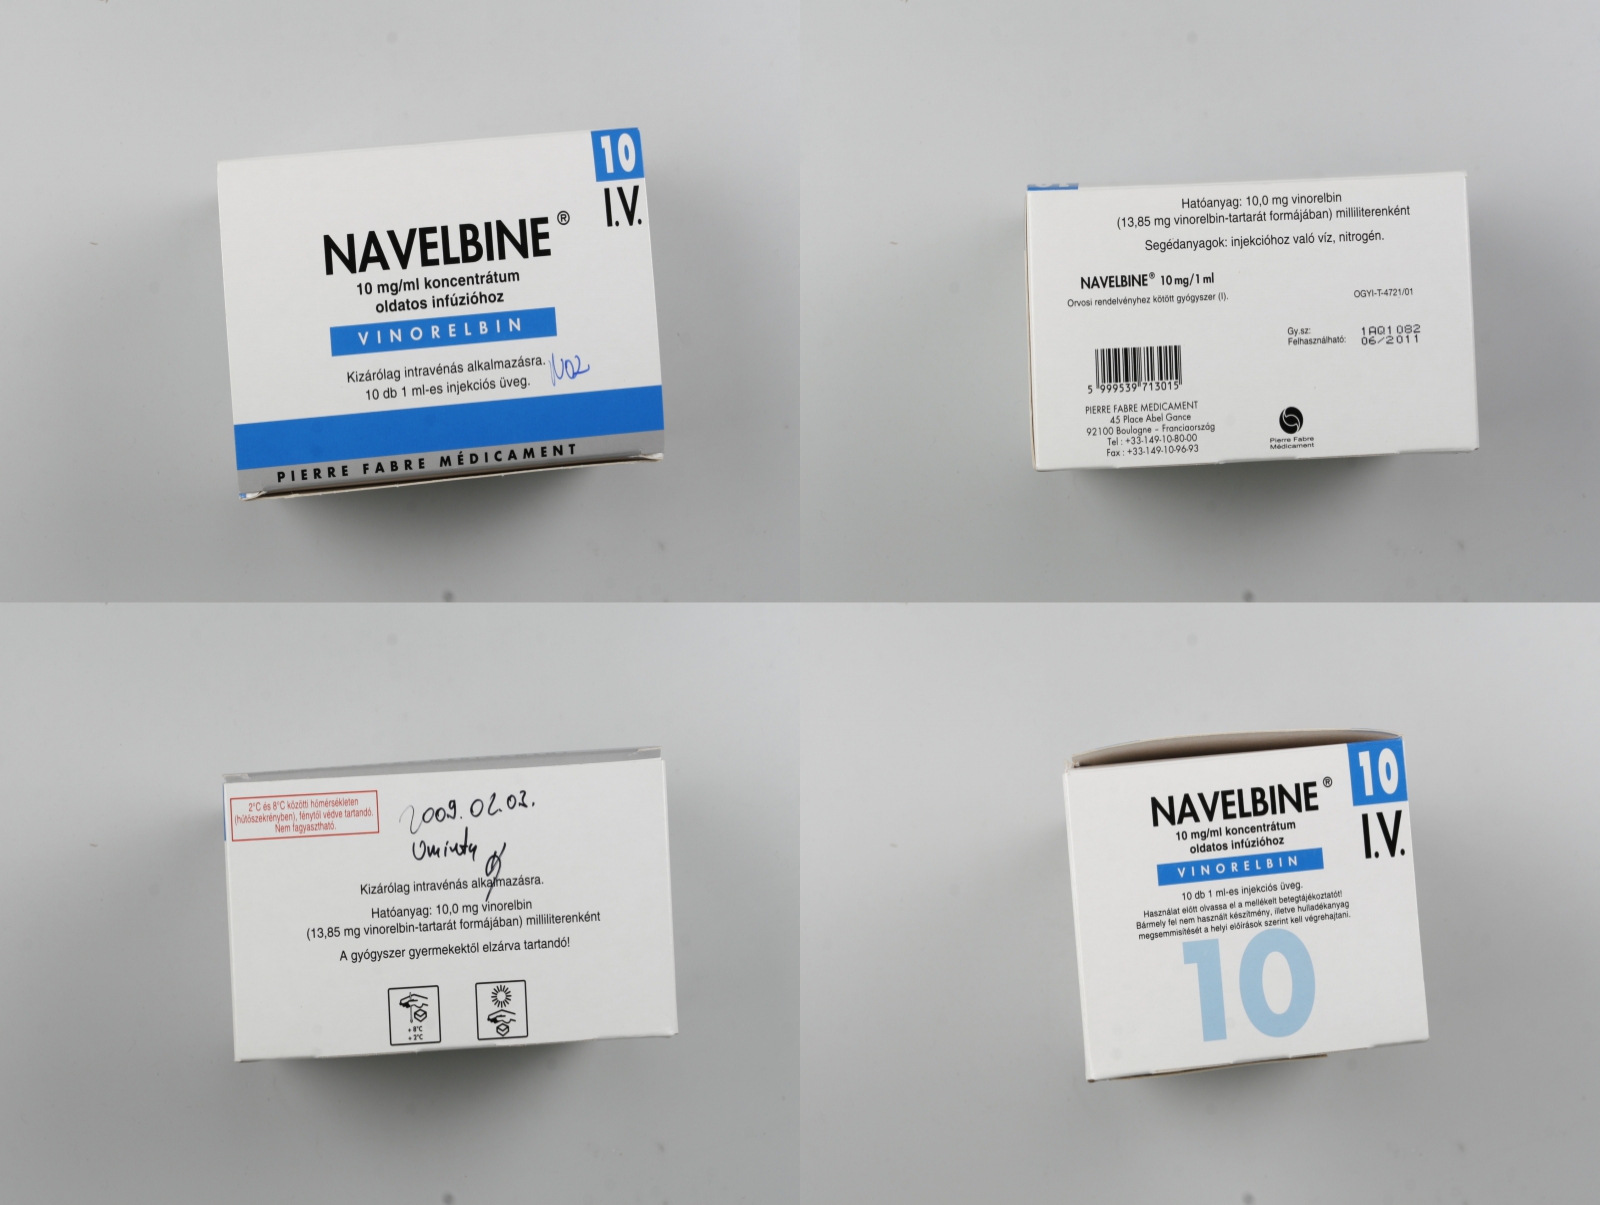 10
I.V.
NAVELBINE®
10 mg/ml koncentrátum
oldatos infúzióhoz
VINORELBIN
Kizárólag intravénás alkalmazásra.
10 db 1 ml-es injekciós üveg.
PIERRE FABRE MÉDICAMENT
Hatóanyag: 10,0 mg vinorelbin
(13,85 mg vinorelbin-tartarát formájában) milliliterenként
Segédanyagok: injekcióhoz való víz, nitrogén.
NAVELBINE® 10 mg/1 ml
Orvosi rendelvényhez kötött gyógyszer (I).
OGYI-T-4721/01
Gy.sz: 1AQ1082
Felhasználható: 06/2011
5 999539 713015
PIERRE FABRE MEDICAMENT
45 Place Abel Gance
92100 Boulogne - Franciaország
Tel : +33-149-10-80-00
Fax : +33-149-10-96-93
Pierre Fabre
Médicament
2°C és 8°C közötti hőmérsékleten
(hűtőszekrényben), fénytől védve tartandó.
Nem fagyasztható.
2009.02.03.
Kizárólag intravénás alkalmazásra.
Hatóanyag: 10,0 mg vinorelbin
(13,85 mg vinorelbin-tartarát formájában) milliliterenként
A gyógyszer gyermekektől elzárva tartandó!
+ 8°C
+ 2°C
10
I.V.
NAVELBINE®
10 mg/ml koncentrátum
oldatos infúzióhoz
VINORELBIN
10 db 1 ml-es injekciós üveg.
Használat előtt olvassa el a mellékelt betegtájékoztatót!
Bármely fel nem használt készítmény, illetve hulladékanyag
megsemmisítését a helyi előírások szerint kell végrehajtani.
10